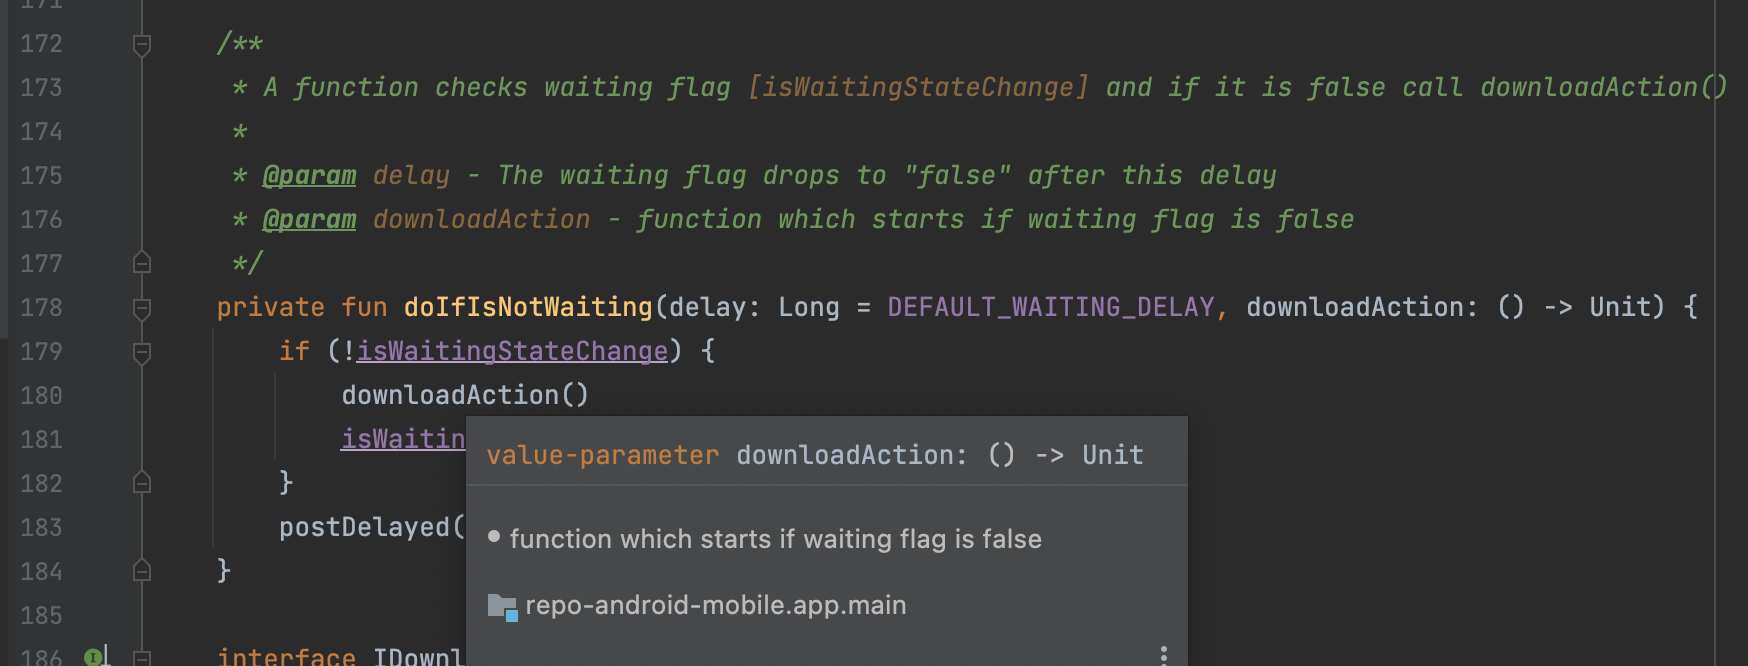 171
172 /**
173 * A function checks waiting flag [isWaitingStateChange] and if it is false call downloadAction()
174 *
175 * @param delay - The waiting flag drops to "false" after this delay
176 * @param downloadAction - function which starts if waiting flag is false
177 */
178 private fun doIfIsNotWaiting(delay: Long = DEFAULT_WAITING_DELAY, downloadAction: () -> Unit) {
179 if (!isWaitingStateChange) {
180 downloadAction()
181 isWaitin
value-parameter downloadAction: () -> Unit
182 }
183 postDelayed(
• function which starts if waiting flag is false
184 }
repo-android-mobile.app.main
185
186 interface IDownl